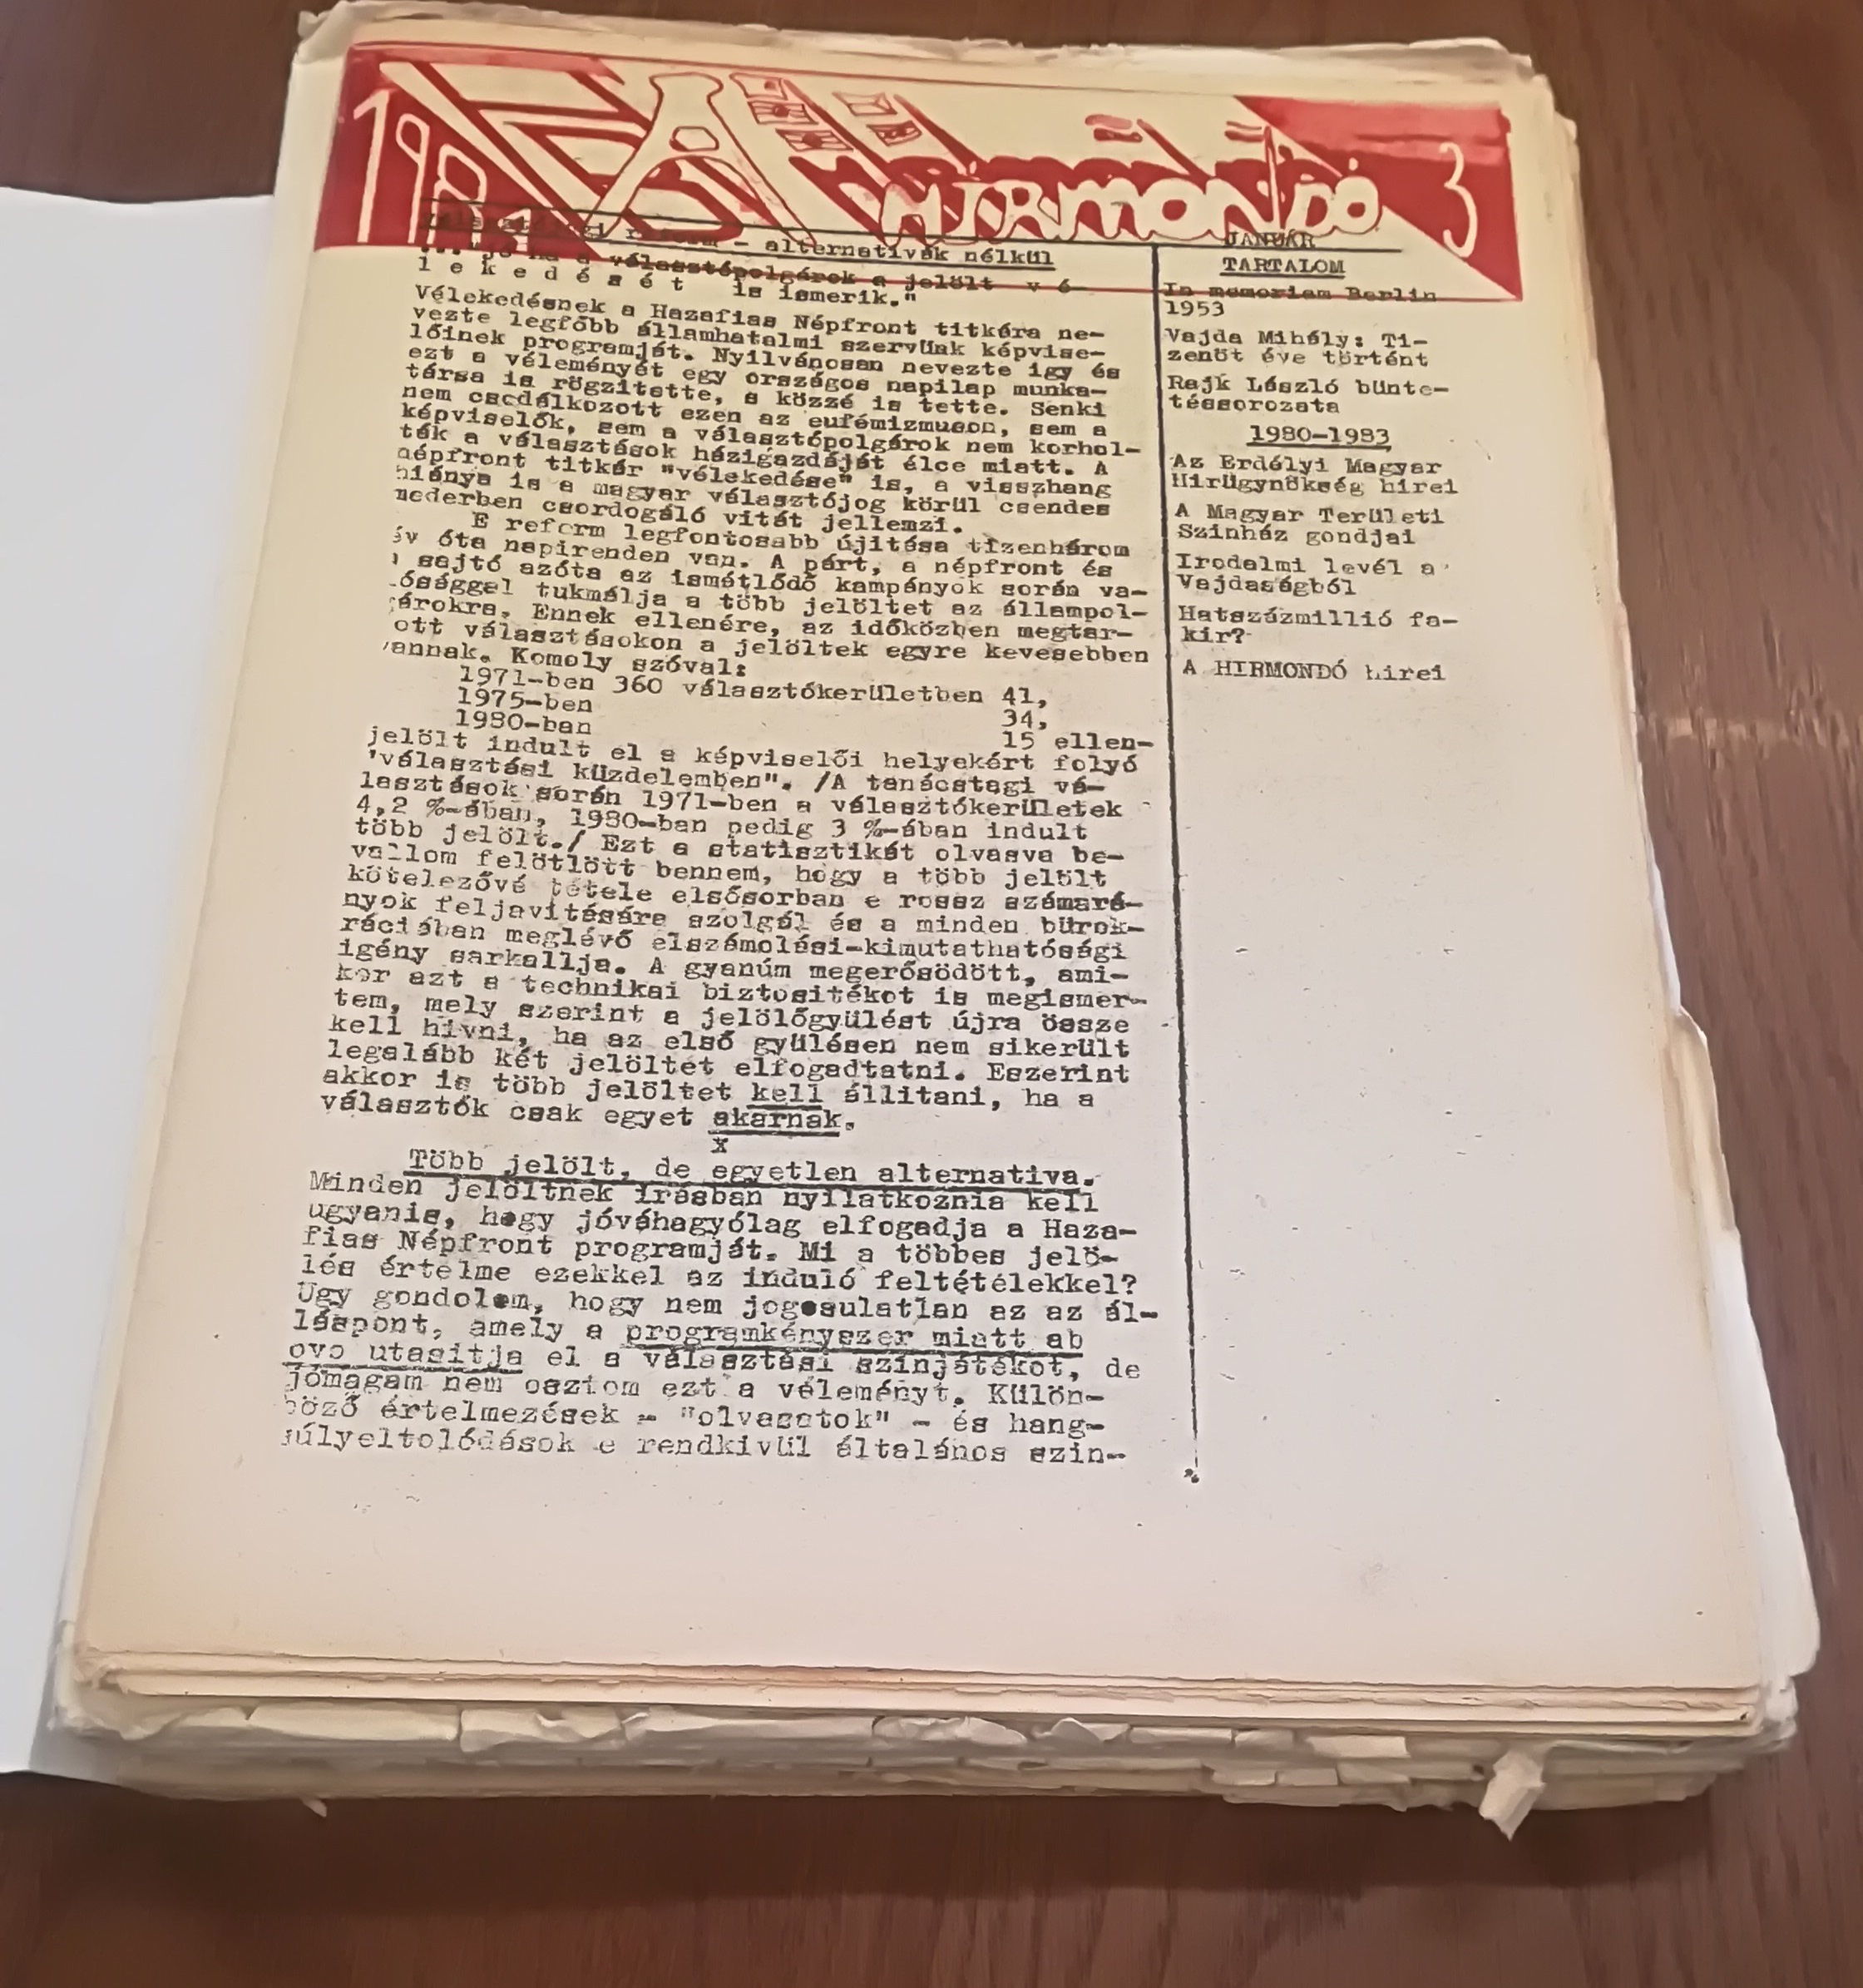 198
A HIRMONDÓ 3
reform - alternativák nélkül
a választópolgárok a jelölt v é-
l e k e d é s é t is ismerik."
Vélekedésnek a Hazafias Népfront titkára ne-
vezte legfőbb államhatalmi szervünk képvise-
lőinek programját. Nyilvánosan nevezte igy és
ezt a véleményét egy országos napilap munka-
társa is rögzitette, s közzé is tette. Senki
nem csodálkozott ezen az eufémizmuson, sem a
képviselők, sem a választópolgárok nem korhol-
ták a választások házigazdáját élce miatt. A
népfront titkár "vélekedése" is, a visszhang
hiánya is a magyar választójog körül csendes
mederben csordogáló vitát jellemzi.
E reform legfontosabb újitása tizenhárom
év óta napirenden van. A párt, a népfront és
a sajtó azóta az ismétlődő kampányok során va-
lósággel tukmálja a több jelöltet az állampol-
gárokra. Ennek ellenére, az időközben megtar-
ott választásokon a jelöltek egyre kevesebben
vannak. Komoly szóval:
1971-ben 360 választókerületben 41,
1975-ben 34,
1980-ban 15 ellen-
jelölt indult el a képviselői helyekért folyó
"választási küzdelemben". /A tanácstagi vá-
lasztások során 1971-ben a választókerületek
4,2 %-ában, 1980-ban pedig 3 %-ában indult
több jelölt./ Ezt a statisztikát olvasva be-
vallom felötlött bennem, hogy a több jelölt
kötelezővé tétele elsősorban e rossz számará-
nyok feljavitására szolgál és a minden bürok-
ráciában meglévő elszámolási-kimutathatósági
igény sarkallja. A gyanúm megerősödött, ami-
kor azt a technikai biztositékot is megismer-
tem, mely szerint a jelölőgyülést újra össze
kell hivni, ha az első gyülésen nem sikerült
legalább két jelöltet elfogadtatni. Eszerint
akkor is több jelöltet kell állitani, ha a
választók csak egyet akarnak.
x
Több jelölt, de egyetlen alternativa.
Minden jelöltnek irásban nyilatkoznia kell
ugyanis, hogy jóváhagyólag elfogadja a Haza-
fias Népfront programját. Mi a többes jelö-
lés értelme ezekkel az induló feltételekkel?
Ugy gondolom, hogy nem jogosulatlan az az ál-
láspont, amely a programkényszer miatt ab
ovo utasitja el a választási szinjátékot, de
jómagam nem osztom ezt a véleményt. Külön-
böző értelmezések - "olvasatok" - és hang-
súlyeltolódások e rendkivül általános szin-
JANUÁR
TARTALOM
In memoriam Berlin
1953
Vajda Mihály: Ti-
zenöt éve történt
Rajk László bünte-
téssorozata
1980-1983
Az Erdélyi Magyar
Hirügynökség hirei
A Magyar Területi
Szinház gondjai
Irodalmi levél a
Vajdaságból
Hatszázmillió fa-
kir?
A HIRMONDÓ hirei